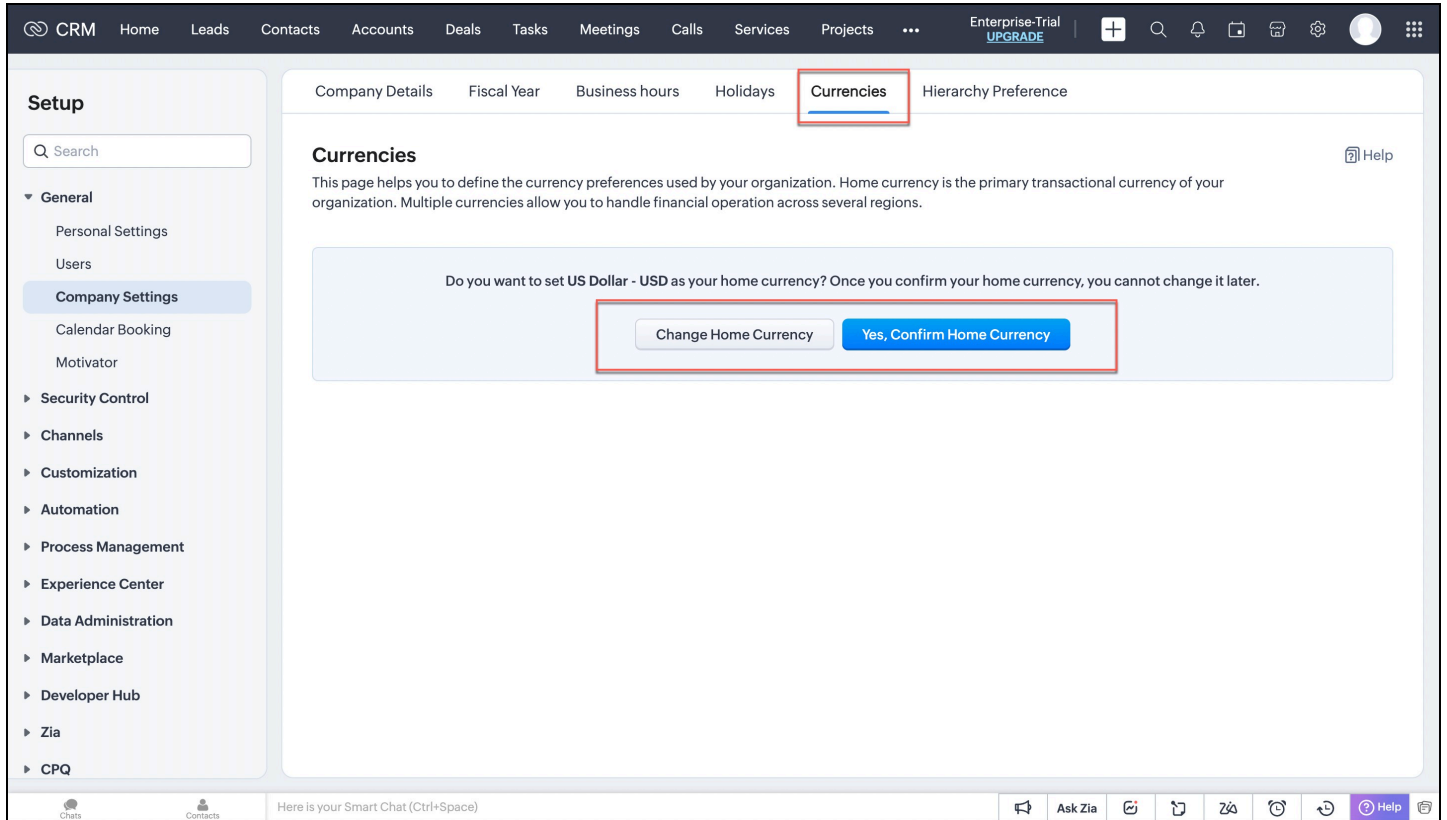 CRM Home Leads Contacts Accounts Deals Tasks Meetings Calls Services Projects ••• Enterprise-Trial
UPGRADE
Setup
Search
General
Personal Settings
Users
Company Settings
Calendar Booking
Motivator
Security Control
Channels
Customization
Automation
Process Management
Experience Center
Data Administration
Marketplace
Developer Hub
Zia
CPQ
Company Details Fiscal Year Business hours Holidays Currencies Hierarchy Preference
Currencies
Help
This page helps you to define the currency preferences used by your organization. Home currency is the primary transactional currency of your
organization. Multiple currencies allow you to handle financial operation across several regions.
Do you want to set US Dollar - USD as your home currency? Once you confirm your home currency, you cannot change it later.
Change Home Currency Yes, Confirm Home Currency
Chats Contacts Here is your Smart Chat (Ctrl+Space) Ask Zia Help